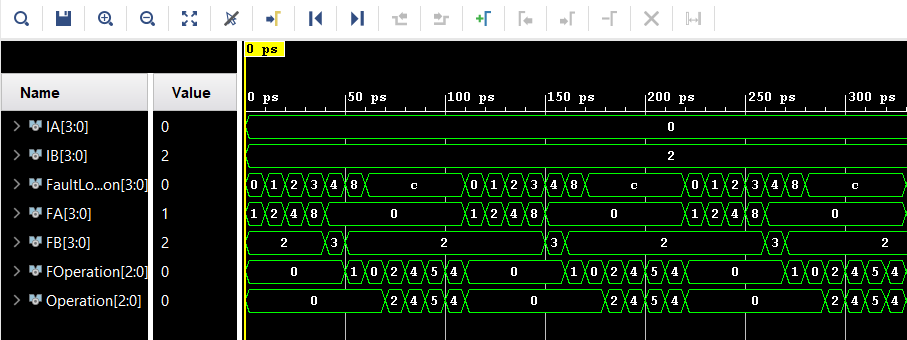 0 ps
0 ps 50 ps 100 ps 150 ps 200 ps 250 ps 300 ps
Name Value
IA[3:0] 0 0
IB[3:0] 2 2
FaultLo...on[3:0] 0 0 1 2 3 4 8 c 0 1 2 3 4 8 c 0 1 2 3 4 8 c
FA[3:0] 1 1 2 4 8 0 1 2 4 8 0 1 2 4 8 0
FB[3:0] 2 2 3 2 3 2 3 2
FOperation[2:0] 0 0 1 0 2 4 5 4 0 1 0 2 4 5 4 0 1 0 2 4 5 4
Operation[2:0] 0 0 2 4 5 4 0 2 4 5 4 0 2 4 5 4